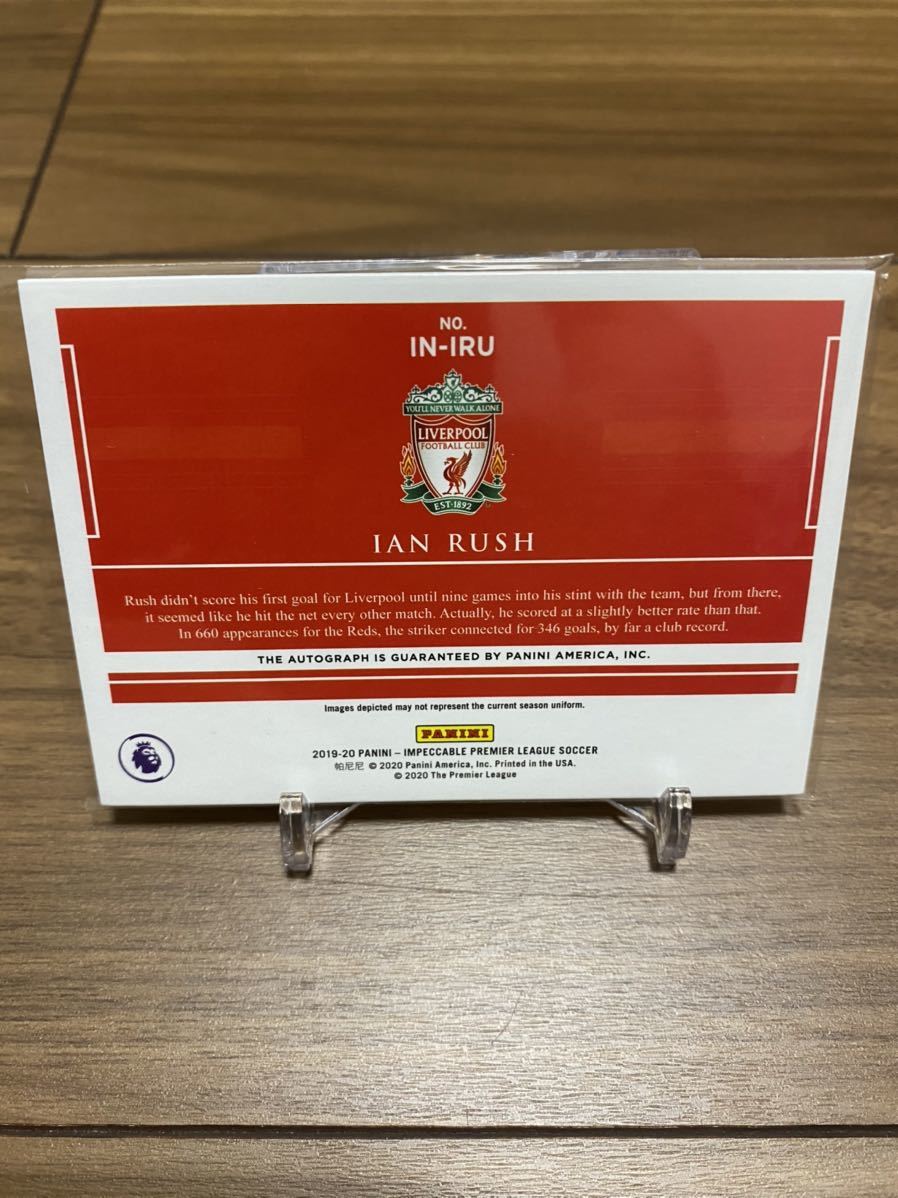 NO.
IN-IRU
YOU'LL NEVER WALK ALONE
LIVERPOOL
FOOTBALL CLUB
EST·1892
IAN RUSH
Rush didn't score his first goal for Liverpool until nine games into his stint with the team, but from there,
it seemed like he hit the net every other match. Actually, he scored at a slightly better rate than that.
In 660 appearances for the Reds, the striker connected for 346 goals, by far a club record.
THE AUTOGRAPH IS GUARANTEED BY PANINI AMERICA, INC.
Images depicted may not represent the current season uniform.
PANINI
2019-20 PANINI – IMPECCABLE PREMIER LEAGUE SOCCER
帕尼尼 © 2020 Panini America, Inc. Printed in the USA.
© 2020 The Premier League